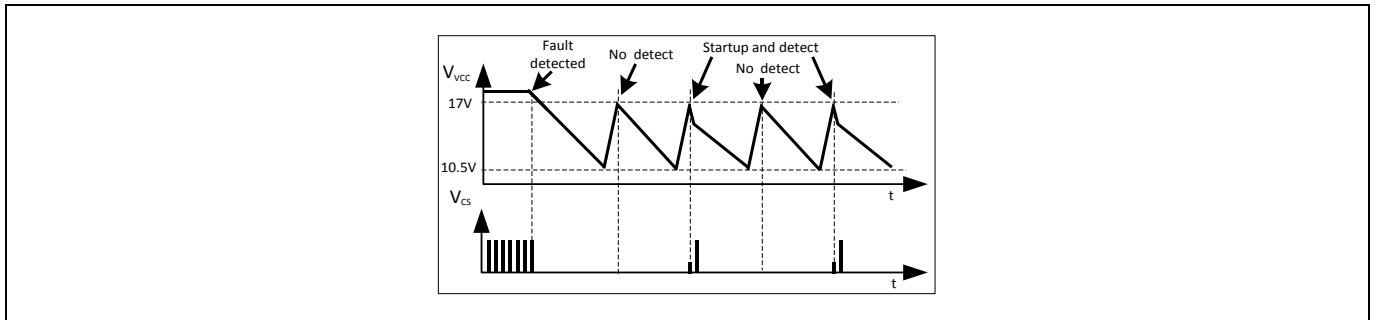 Fault
detected
No detect
Startup and detect
No detect
Vvcc
17V
10.5V
t
Vcs
t